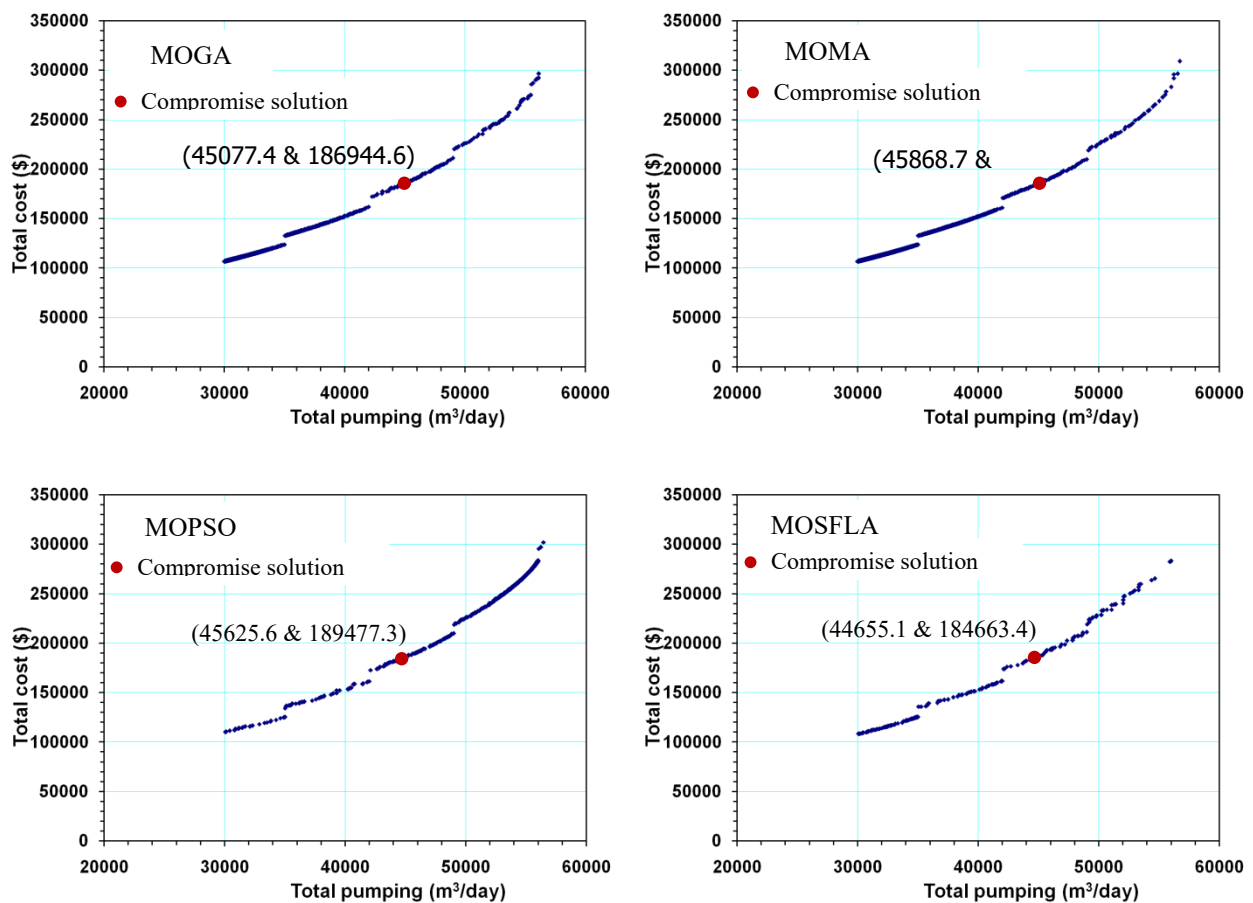 MOGA
Compromise solution
(45077.4 & 186944.6)
350000
300000
250000
200000
150000
100000
50000
0
Total cost ($)
20000 30000 40000 50000 60000
Total pumping (m³/day)
MOMA
Compromise solution
(45868.7 &
350000
300000
250000
200000
150000
100000
50000
0
Total cost ($)
20000 30000 40000 50000 60000
Total pumping (m³/day)
MOPSO
Compromise solution
(45625.6 & 189477.3)
350000
300000
250000
200000
150000
100000
50000
0
Total cost ($)
20000 30000 40000 50000 60000
Total pumping (m³/day)
MOSFLA
Compromise solution
(44655.1 & 184663.4)
350000
300000
250000
200000
150000
100000
50000
0
Total cost ($)
20000 30000 40000 50000 60000
Total pumping (m³/day)